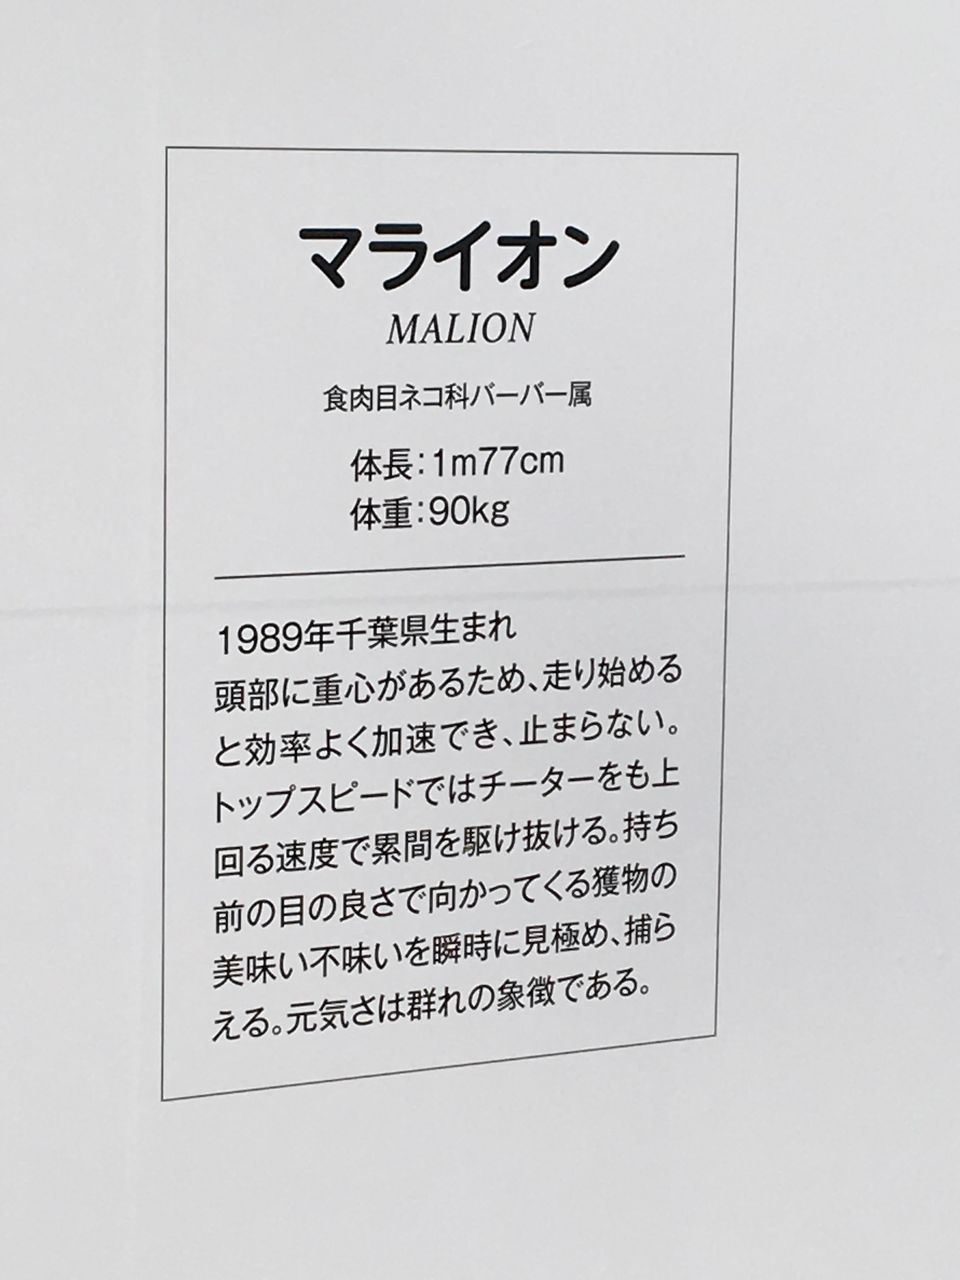 マライオン
MALION
食肉目ネコ科バーバー属
体長：1m77cm
体重：90kg
1989年千葉県生まれ
頭部に重心があるため、走り始める
と効率よく加速でき、止まらない。
トップスピードではチーターをも上
回る速度で累間を駆け抜ける。持ち
前の目の良さで向かってくる獲物の
美味い不味いを瞬時に見極め、捕ら
える。元気さは群れの象徴である。